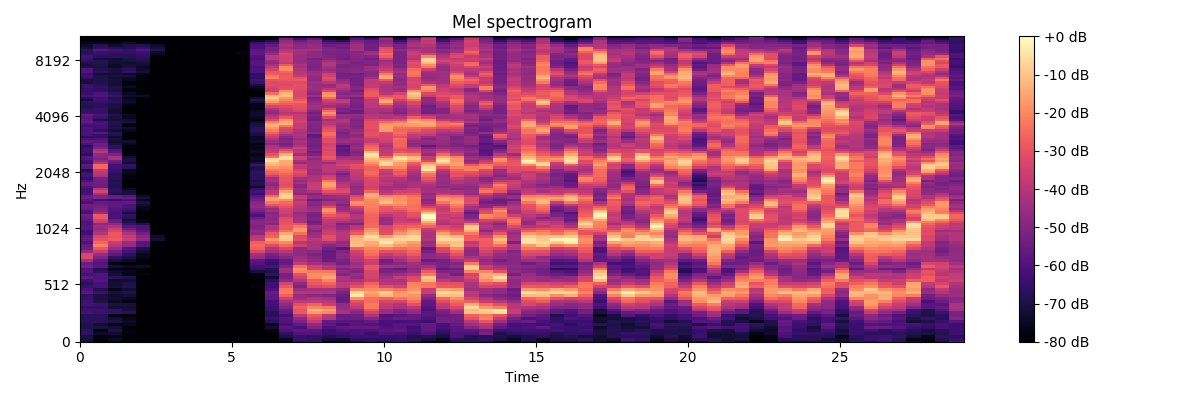 Mel spectrogram
Hz
8192
4096
2048
1024
512
0
0 5 10 15 20 25
Time
+0 dB
-10 dB
-20 dB
-30 dB
-40 dB
-50 dB
-60 dB
-70 dB
-80 dB